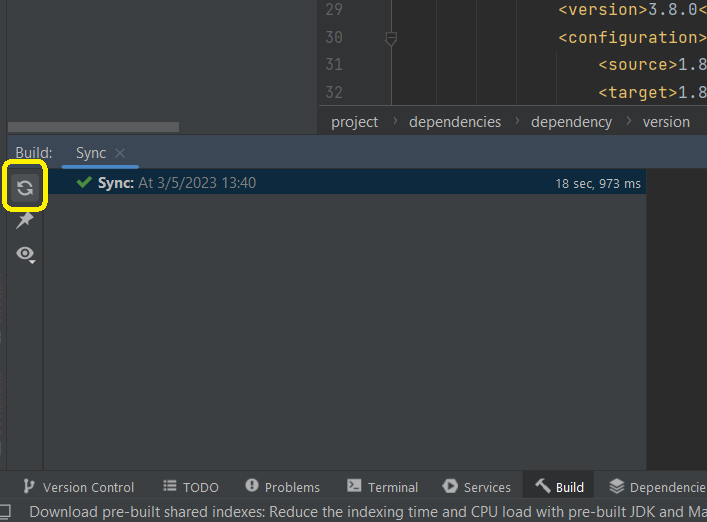 29 <version>3.8.0<
30 <configuration>
31 <source>1.8
32 <target>1.8
project > dependencies > dependency > version
Build: Sync ×
Sync: At 3/5/2023 13:40 18 sec, 973 ms
Version Control TODO Problems Terminal Services Build Dependencie
Download pre-built shared indexes: Reduce the indexing time and CPU load with pre-built JDK and Ma